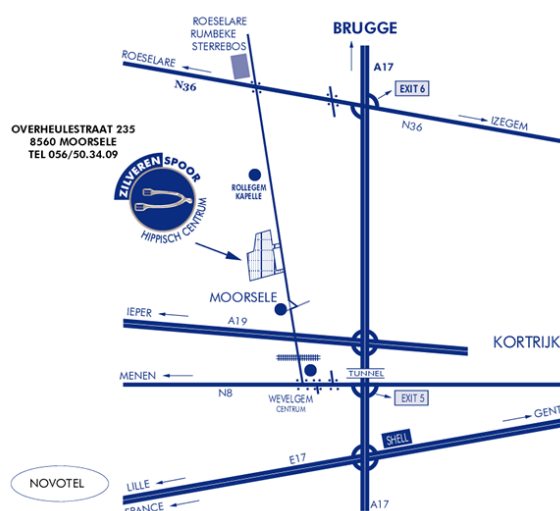 ROESELARE
RUMBEKE
STERREBOS
BRUGGE
ROESELARE
N36
A17
EXIT 6
N36
IZEGEM
OVERHEULESTRAAT 235
8560 MOORSELE
TEL 056/50.34.09
ZILVEREN SPOOR
HIPPISCH CENTRUM
ROLLEGEM
KAPELLE
MOORSELE
IEPER
A19
KORTRIJK
MENEN
N8
TUNNEL
WEVELGEM
CENTRUM
EXIT 5
GENT
SHELL
E17
NOVOTEL
LILLE
FRANCE
A17